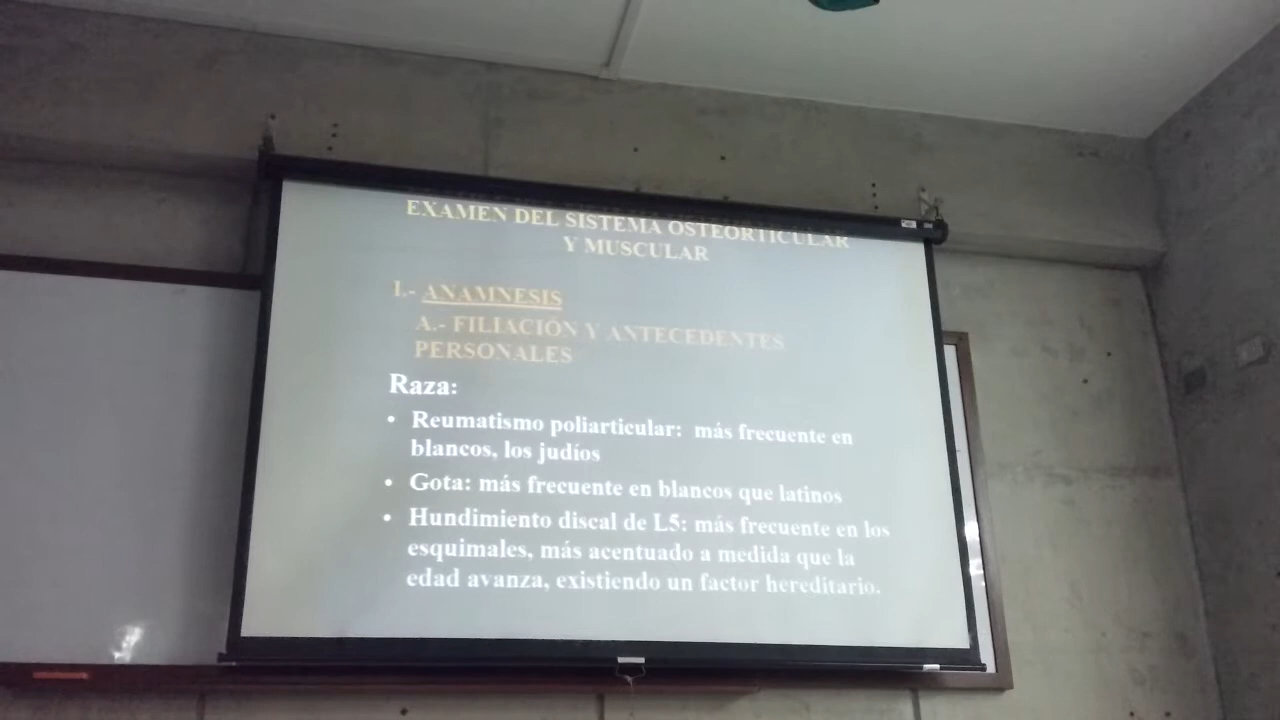 EXAMEN DEL SISTEMA OSTEORTICULAR
Y MUSCULAR
I.- ANAMNESIS
A.- FILIACIÓN Y ANTECEDENTES
PERSONALES
Raza:
• Reumatismo poliarticular: más frecuente en
blancos, los judíos
• Gota: más frecuente en blancos que latinos
• Hundimiento discal de L5: más frecuente en los
esquimales, más acentuado a medida que la
edad avanza, existiendo un factor hereditario.